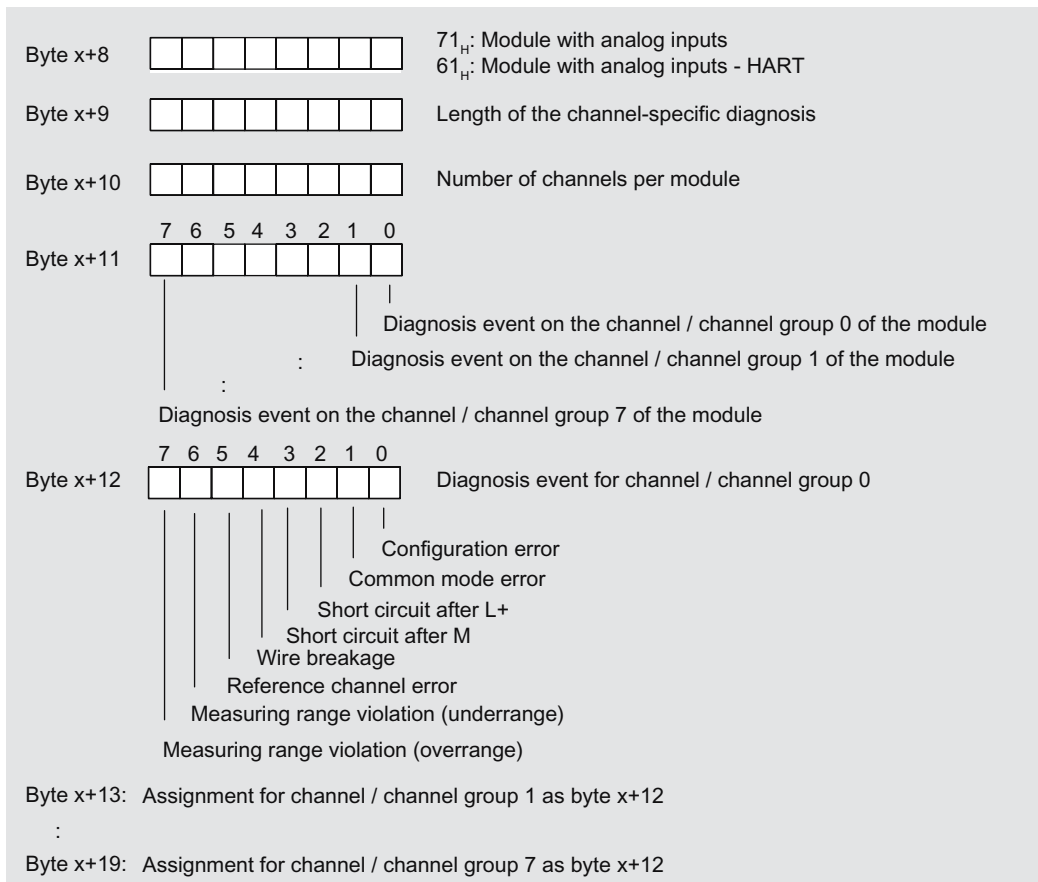 Byte x+8
71H: Module with analog inputs
61H: Module with analog inputs - HART
Byte x+9
Length of the channel-specific diagnosis
Byte x+10
Number of channels per module
7 6 5 4 3 2 1 0
Byte x+11
Diagnosis event on the channel / channel group 0 of the module
: Diagnosis event on the channel / channel group 1 of the module
:
Diagnosis event on the channel / channel group 7 of the module
7 6 5 4 3 2 1 0
Byte x+12
Diagnosis event for channel / channel group 0
Configuration error
Common mode error
Short circuit after L+
Short circuit after M
Wire breakage
Reference channel error
Measuring range violation (underrange)
Measuring range violation (overrange)
Byte x+13: Assignment for channel / channel group 1 as byte x+12
:
Byte x+19: Assignment for channel / channel group 7 as byte x+12